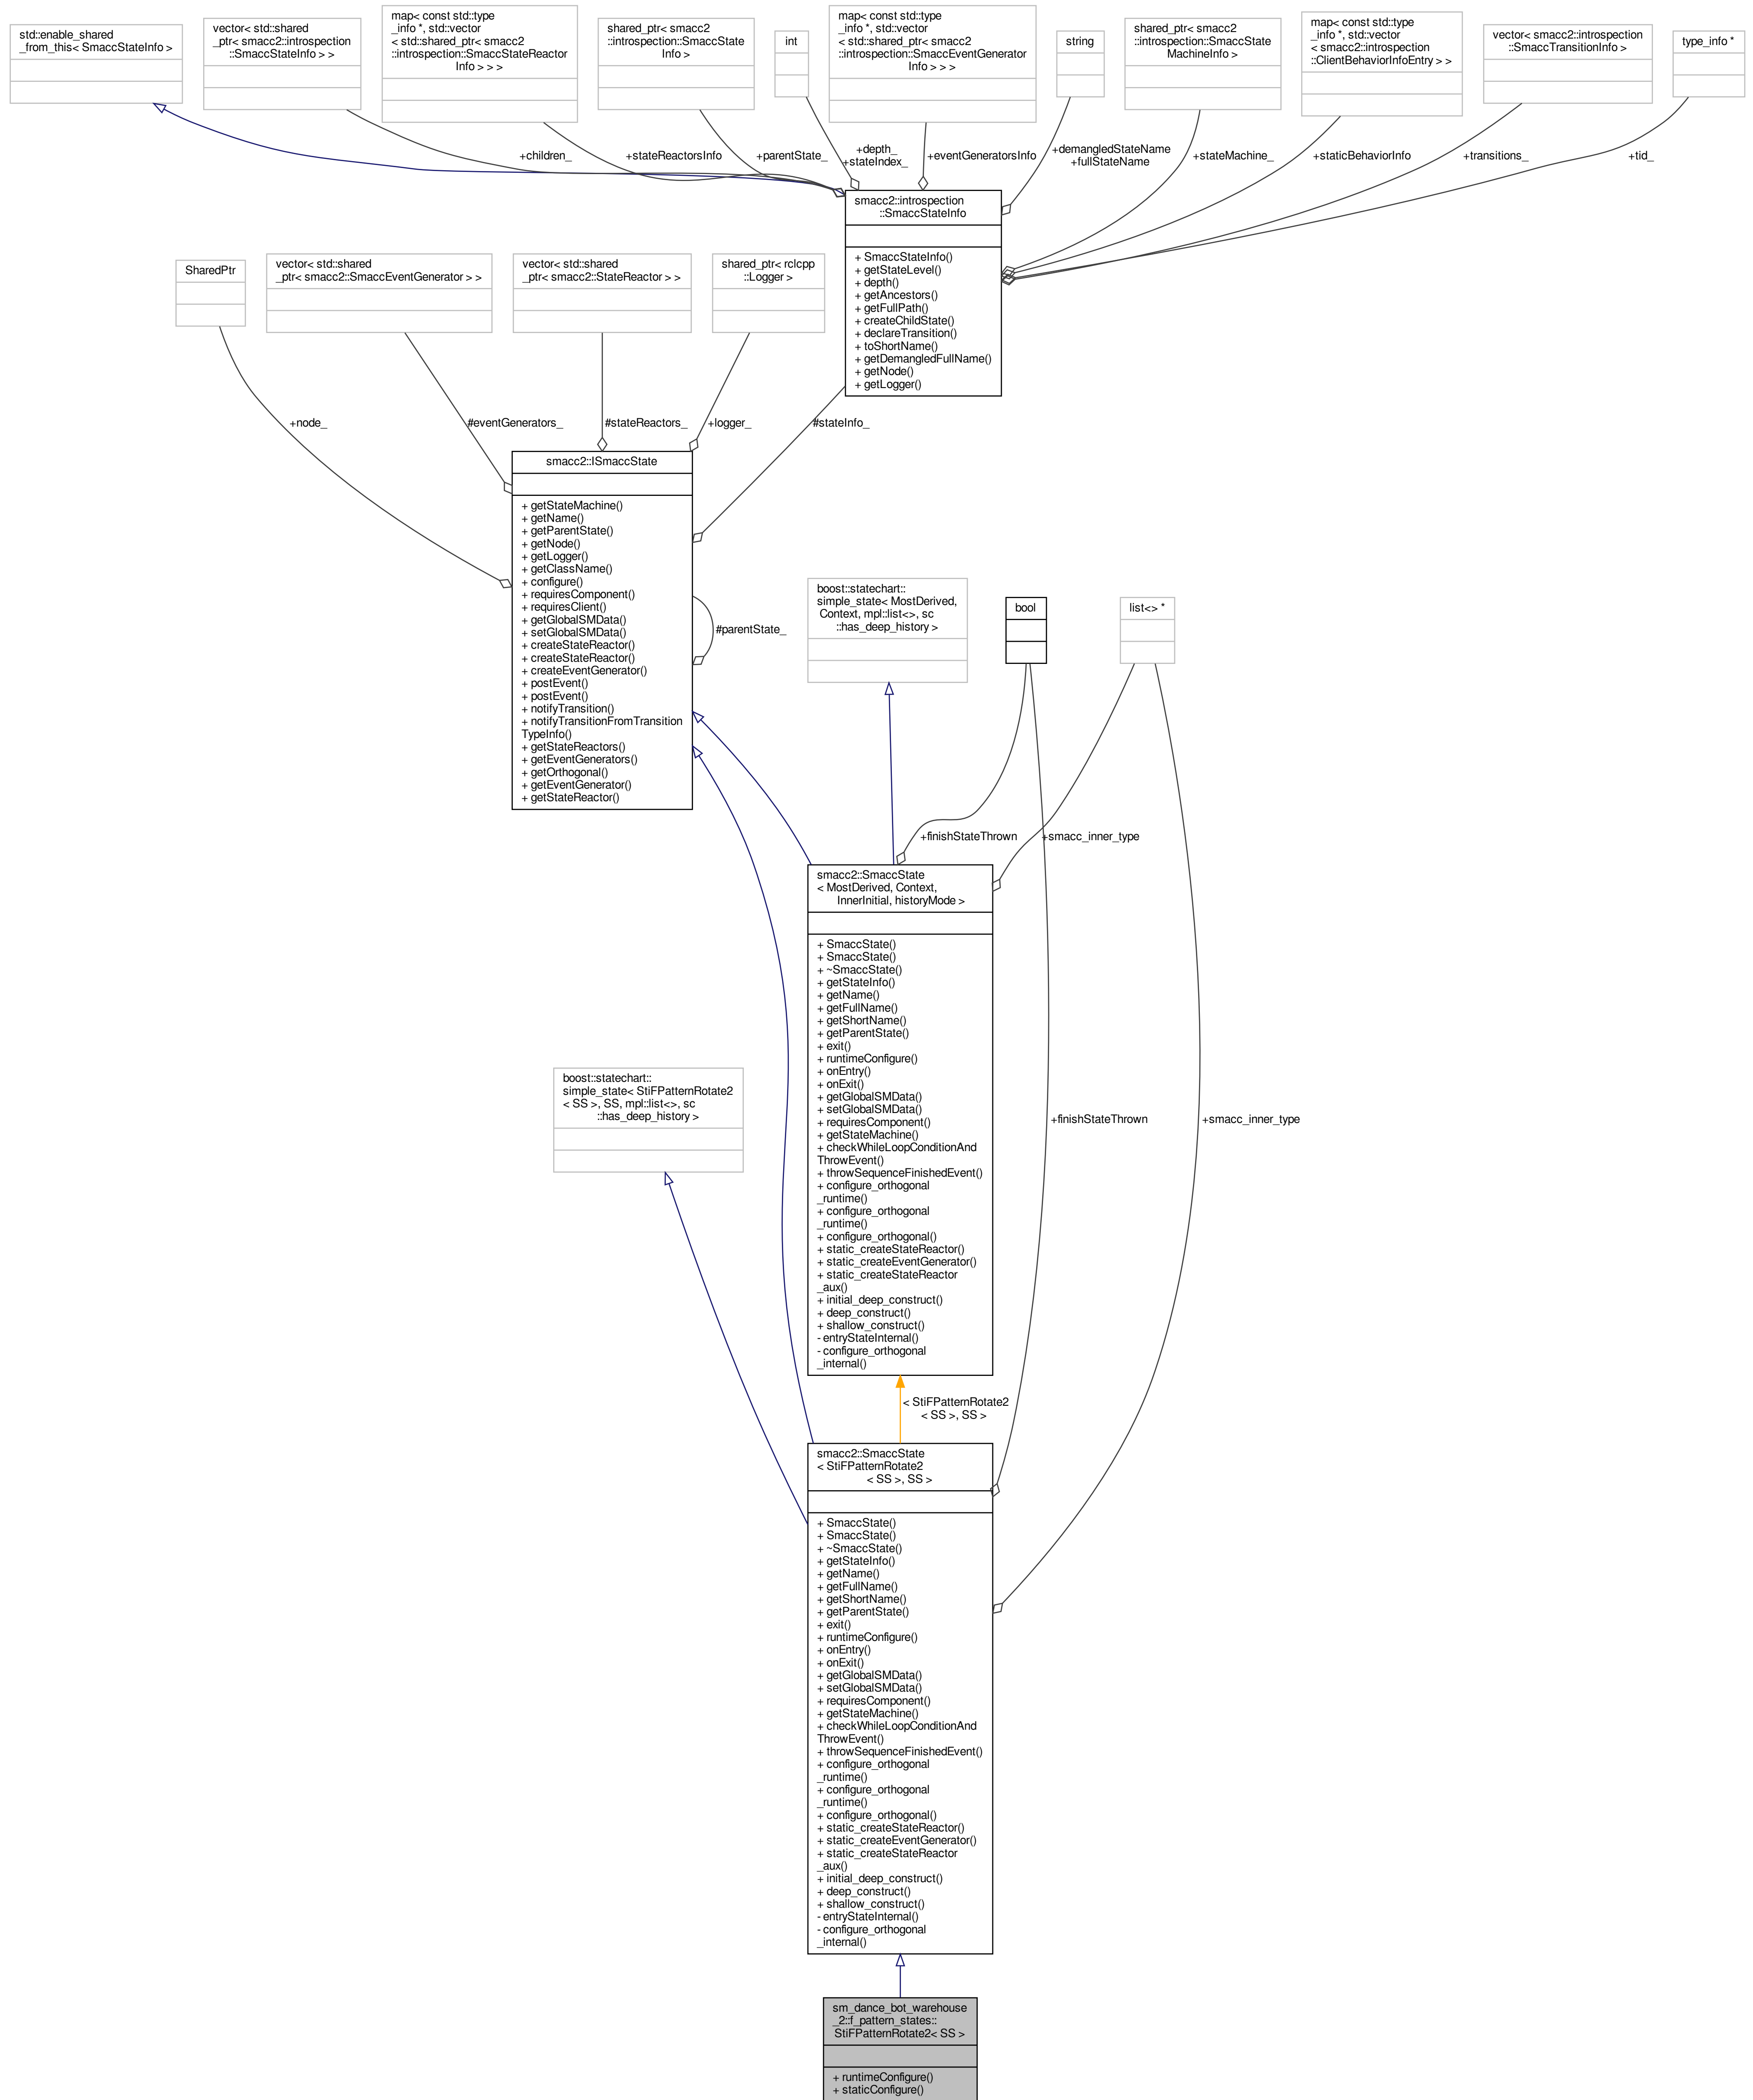 std::enable_shared
_from_this< SmaccStateInfo >
vector< std::shared
_ptr< smacc2::introspection
::SmaccStateInfo > >
map< const std::type
_info *, std::vector
< std::shared_ptr< smacc2
::introspection::SmaccStateReactor
Info > > >
shared_ptr< smacc2
::introspection::SmaccState
Info >
int
map< const std::type
_info *, std::vector
< std::shared_ptr< smacc2
::introspection::SmaccEventGenerator
Info > > >
string
shared_ptr< smacc2
::introspection::SmaccState
MachineInfo >
map< const std::type
_info *, std::vector
< smacc2::introspection
::ClientBehaviorInfoEntry > >
vector< smacc2::introspection
::SmaccTransitionInfo >
type_info *
+children_
+stateReactorsInfo
+parentState_
+depth_
+stateIndex_
+eventGeneratorsInfo
+demangledStateName
+fullStateName
+stateMachine_
+staticBehaviorInfo
+transitions_
+tid_
smacc2::introspection
::SmaccStateInfo
+ SmaccStateInfo()
+ getStateLevel()
+ depth()
+ getAncestors()
+ getFullPath()
+ createChildState()
+ declareTransition()
+ toShortName()
+ getDemangledFullName()
+ getNode()
+ getLogger()
SharedPtr
vector< std::shared
_ptr< smacc2::SmaccEventGenerator > >
vector< std::shared
_ptr< smacc2::StateReactor > >
shared_ptr< rclcpp
::Logger >
+node_
#eventGenerators_
#stateReactors_
+logger_
#stateInfo_
smacc2::ISmaccState
+ getStateMachine()
+ getName()
+ getParentState()
+ getNode()
+ getLogger()
+ getClassName()
+ configure()
+ requiresComponent()
+ requiresClient()
+ getGlobalSMData()
+ setGlobalSMData()
+ createStateReactor()
+ createStateReactor()
+ createEventGenerator()
+ postEvent()
+ postEvent()
+ notifyTransition()
+ notifyTransitionFromTransition
TypeInfo()
+ getStateReactors()
+ getEventGenerators()
+ getOrthogonal()
+ getEventGenerator()
+ getStateReactor()
#parentState_
boost::statechart::
simple_state< MostDerived,
Context, mpl::list<>, sc
::has_deep_history >
bool
list<> *
+finishStateThrown
+smacc_inner_type
smacc2::SmaccState
< MostDerived, Context,
InnerInitial, historyMode >
+ SmaccState()
+ SmaccState()
+ ~SmaccState()
+ getStateInfo()
+ getName()
+ getFullName()
+ getShortName()
+ getParentState()
+ exit()
+ runtimeConfigure()
+ onEntry()
+ onExit()
+ getGlobalSMData()
+ setGlobalSMData()
+ requiresComponent()
+ getStateMachine()
+ checkWhileLoopConditionAnd
ThrowEvent()
+ throwSequenceFinishedEvent()
+ configure_orthogonal
_runtime()
+ configure_orthogonal
_runtime()
+ configure_orthogonal()
+ static_createStateReactor()
+ static_createEventGenerator()
+ static_createStateReactor
_aux()
+ initial_deep_construct()
+ deep_construct()
+ shallow_construct()
- entryStateInternal()
- configure_orthogonal
_internal()
boost::statechart::
simple_state< StiFPatternRotate2
< SS >, SS, mpl::list<>, sc
::has_deep_history >
+finishStateThrown
+smacc_inner_type
< StiFPatternRotate2
< SS >, SS >
smacc2::SmaccState
< StiFPatternRotate2
< SS >, SS >
+ SmaccState()
+ SmaccState()
+ ~SmaccState()
+ getStateInfo()
+ getName()
+ getFullName()
+ getShortName()
+ getParentState()
+ exit()
+ runtimeConfigure()
+ onEntry()
+ onExit()
+ getGlobalSMData()
+ setGlobalSMData()
+ requiresComponent()
+ getStateMachine()
+ checkWhileLoopConditionAnd
ThrowEvent()
+ throwSequenceFinishedEvent()
+ configure_orthogonal
_runtime()
+ configure_orthogonal
_runtime()
+ configure_orthogonal()
+ static_createStateReactor()
+ static_createEventGenerator()
+ static_createStateReactor
_aux()
+ initial_deep_construct()
+ deep_construct()
+ shallow_construct()
- entryStateInternal()
- configure_orthogonal
_internal()
sm_dance_bot_warehouse
_2::f_pattern_states::
StiFPatternRotate2< SS >
+ runtimeConfigure()
+ staticConfigure()